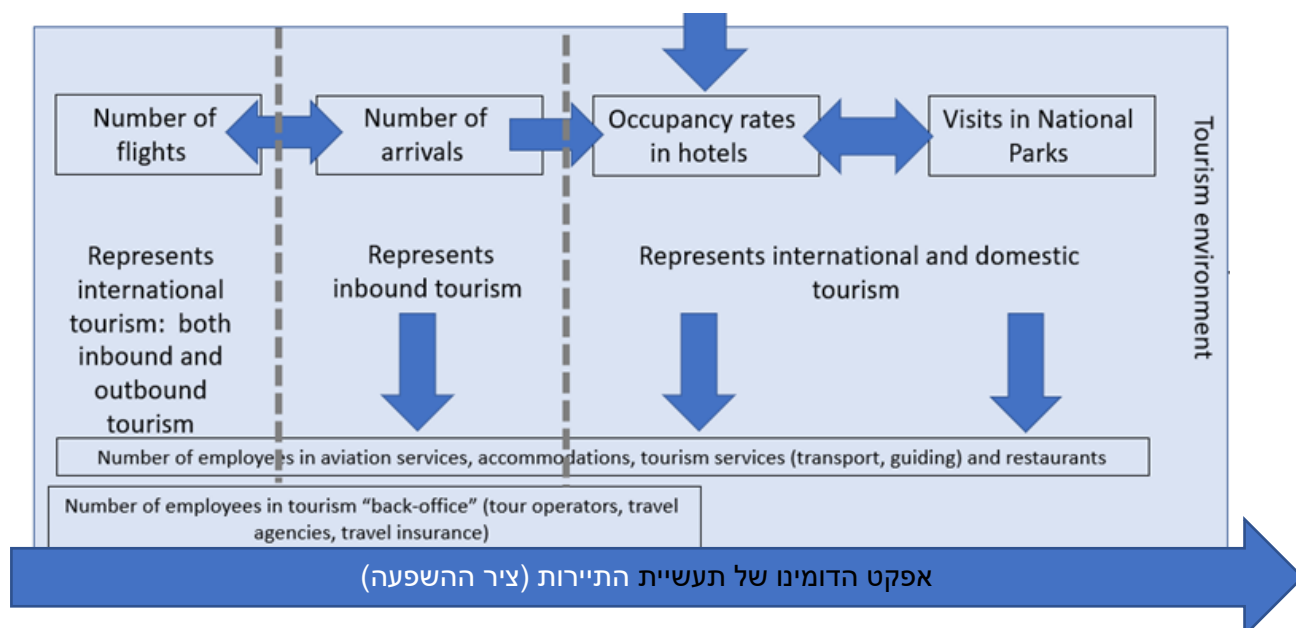 Number of
flights
Number of
arrivals
Occupancy rates
in hotels
Visits in National
Parks
Tourism environment
Represents
international
tourism: both
inbound and
outbound
tourism
Represents
inbound tourism
Represents international and domestic
tourism
Number of employees in aviation services, accommodations, tourism services (transport, guiding) and restaurants
Number of employees in tourism “back-office” (tour operators, travel
agencies, travel insurance)
אפקט הדומינו של תעשיית התיירות (ציר ההשפעה)